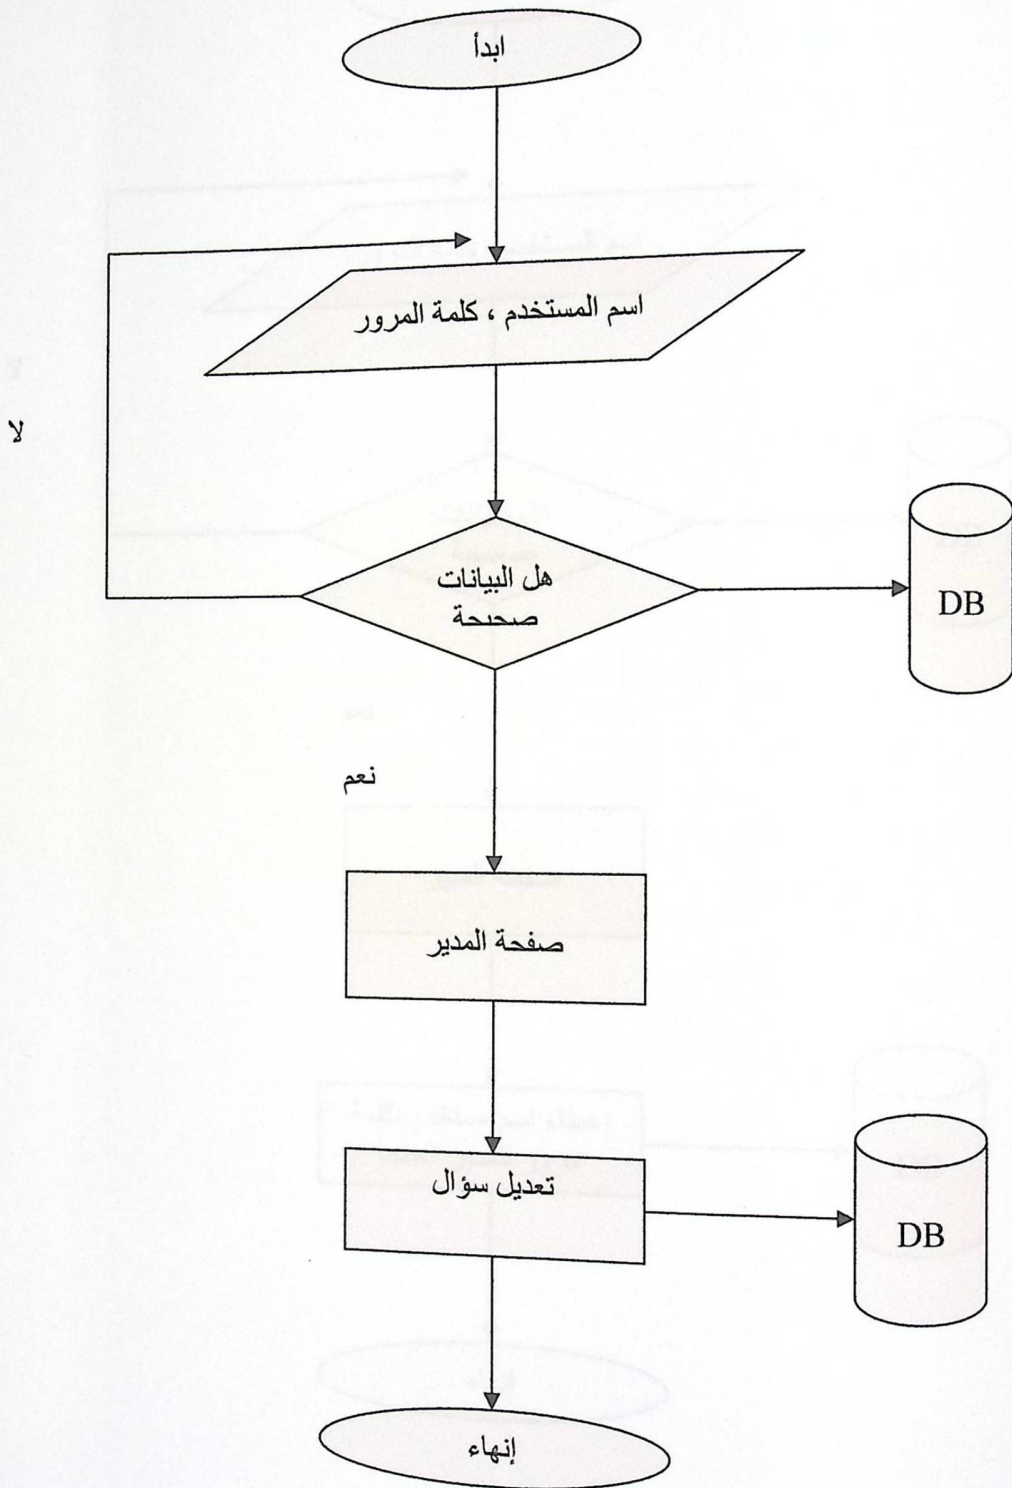 ابدأ
اسم المستخدم ، كلمة المرور
لا
هل البيانات
صحيحة
DB
نعم
صفحة المدير
تعديل سؤال
DB
إنهاء